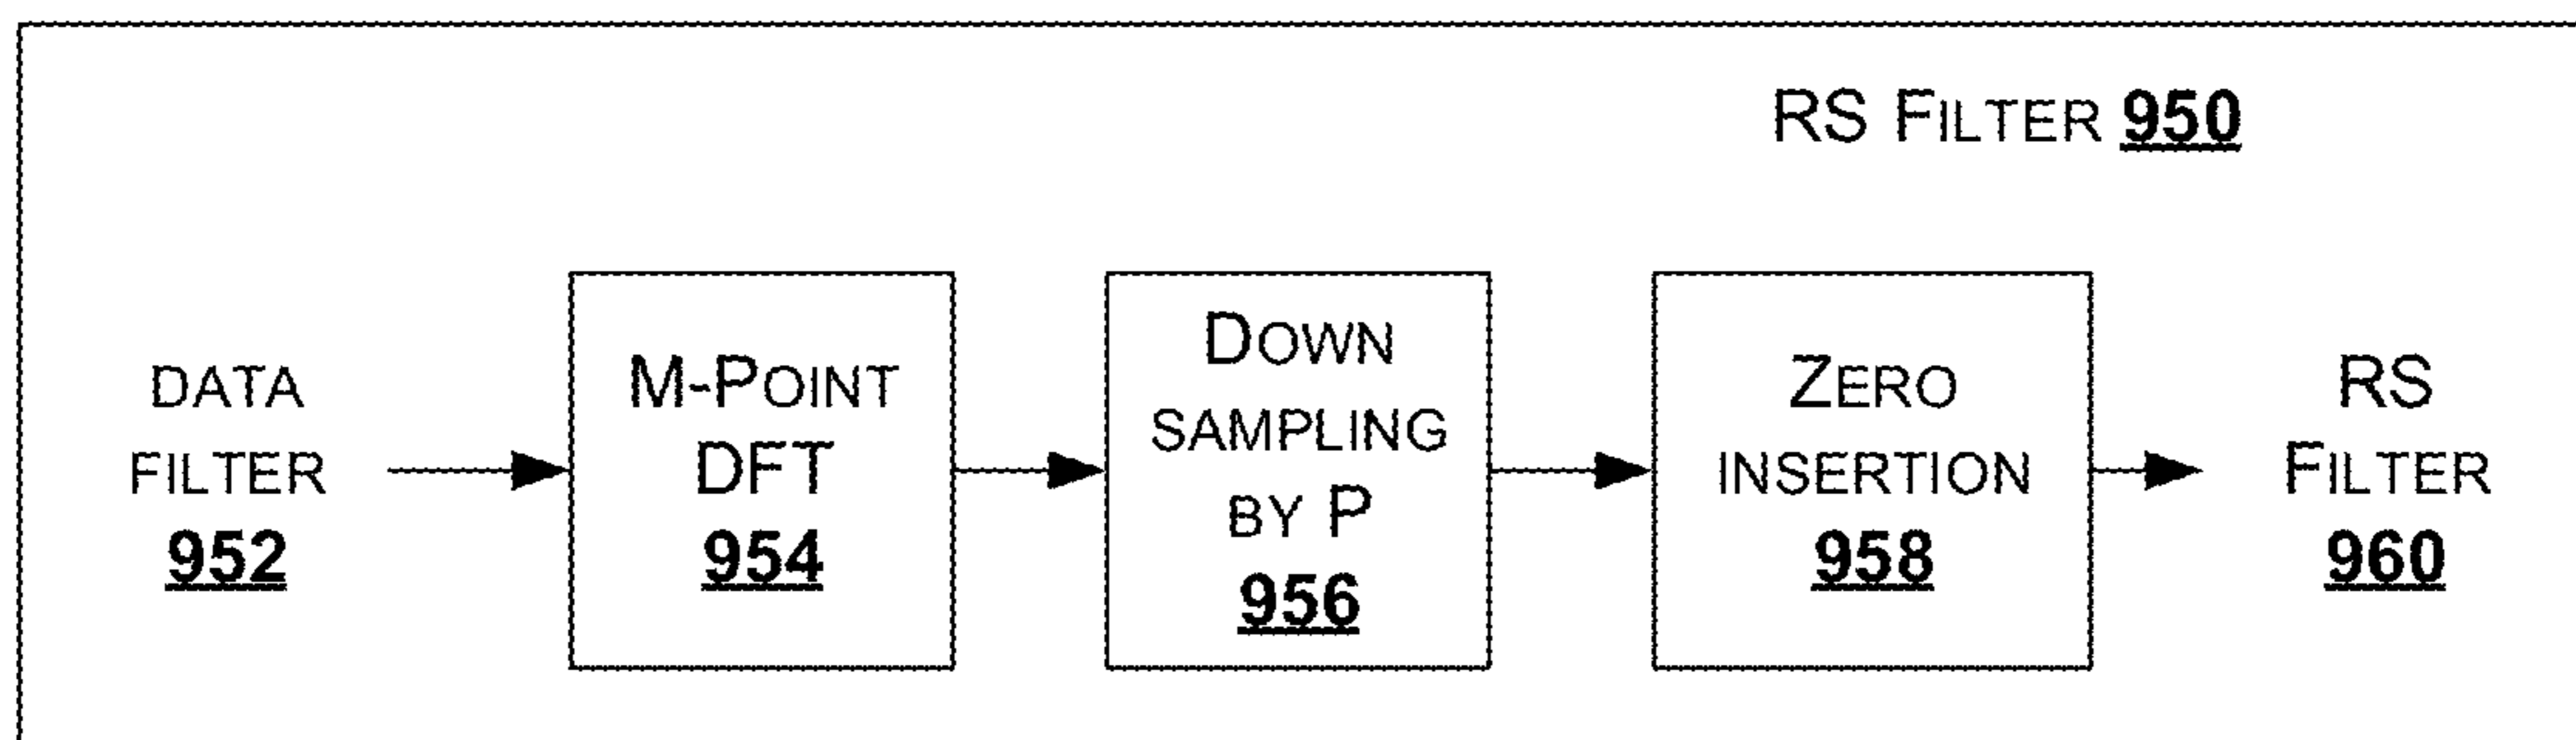 RS FILTER 950
DATA
FILTER
952
M-POINT
DFT
954
DOWN
SAMPLING
BY P
956
ZERO
INSERTION
958
RS
FILTER
960